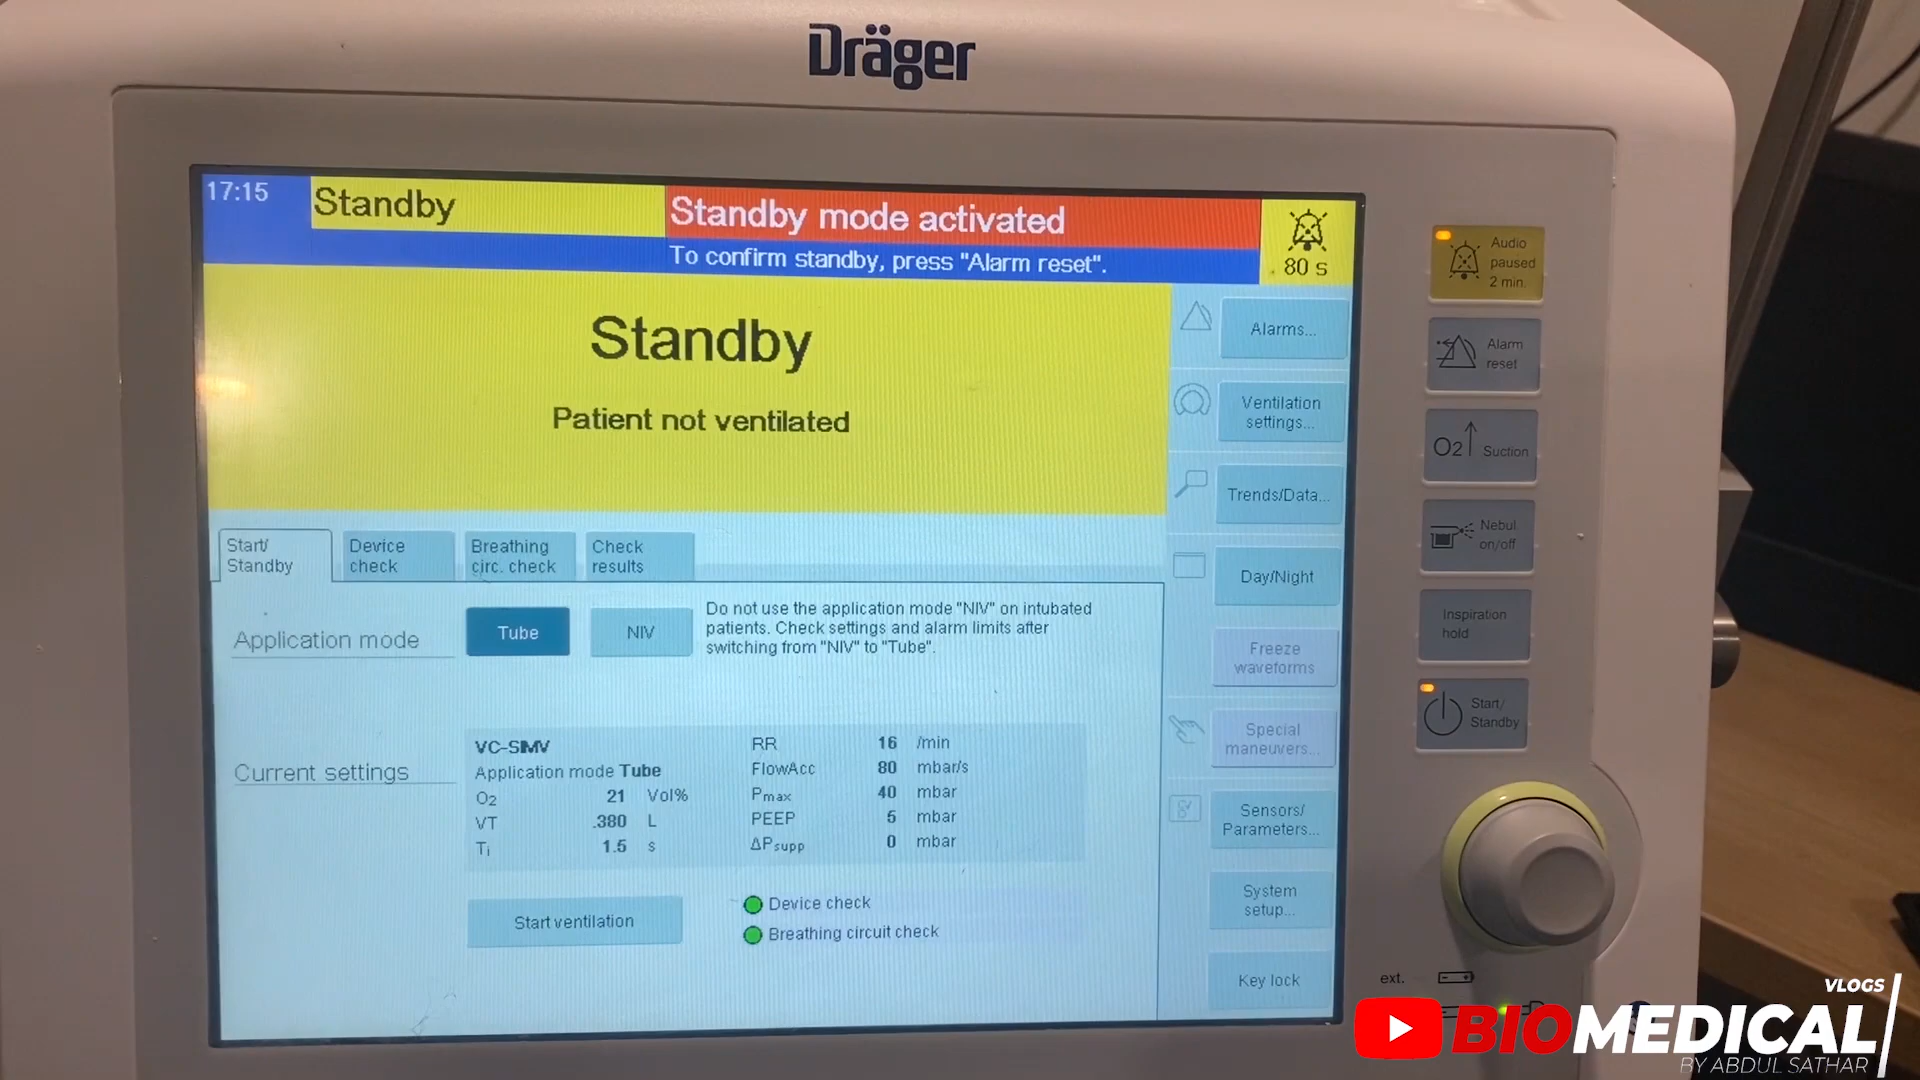 Dräger
17:15
Standby
Standby mode activated
To confirm standby, press "Alarm reset".
80 s
Standby
Patient not ventilated
Alarms...
Ventilation
settings...
Trends/Data...
Day/Night
Freeze
waveforms
Special
maneuvers...
Sensors/
Parameters...
System
setup...
Key lock
Start/
Standby
Device
check
Breathing
circ. check
Check
results
Application mode
Tube
NIV
Do not use the application mode "NIV" on intubated
patients. Check settings and alarm limits after
switching from "NIV" to "Tube".
Current settings
VC-SIMV
Application mode Tube
O2 21 Vol%
VT .380 L
Ti 1.5 s
RR 16 /min
FlowAcc 80 mbar/s
Pmax 40 mbar
PEEP 5 mbar
ΔPsupp 0 mbar
Start ventilation
Device check
Breathing circuit check
Audio
paused
2 min.
Alarm
reset
O2 Suction
Nebul
on/off
Inspiration
hold
Start/
Standby
ext.
VLOGS
BIOMEDICAL
BY ABDUL SATHAR